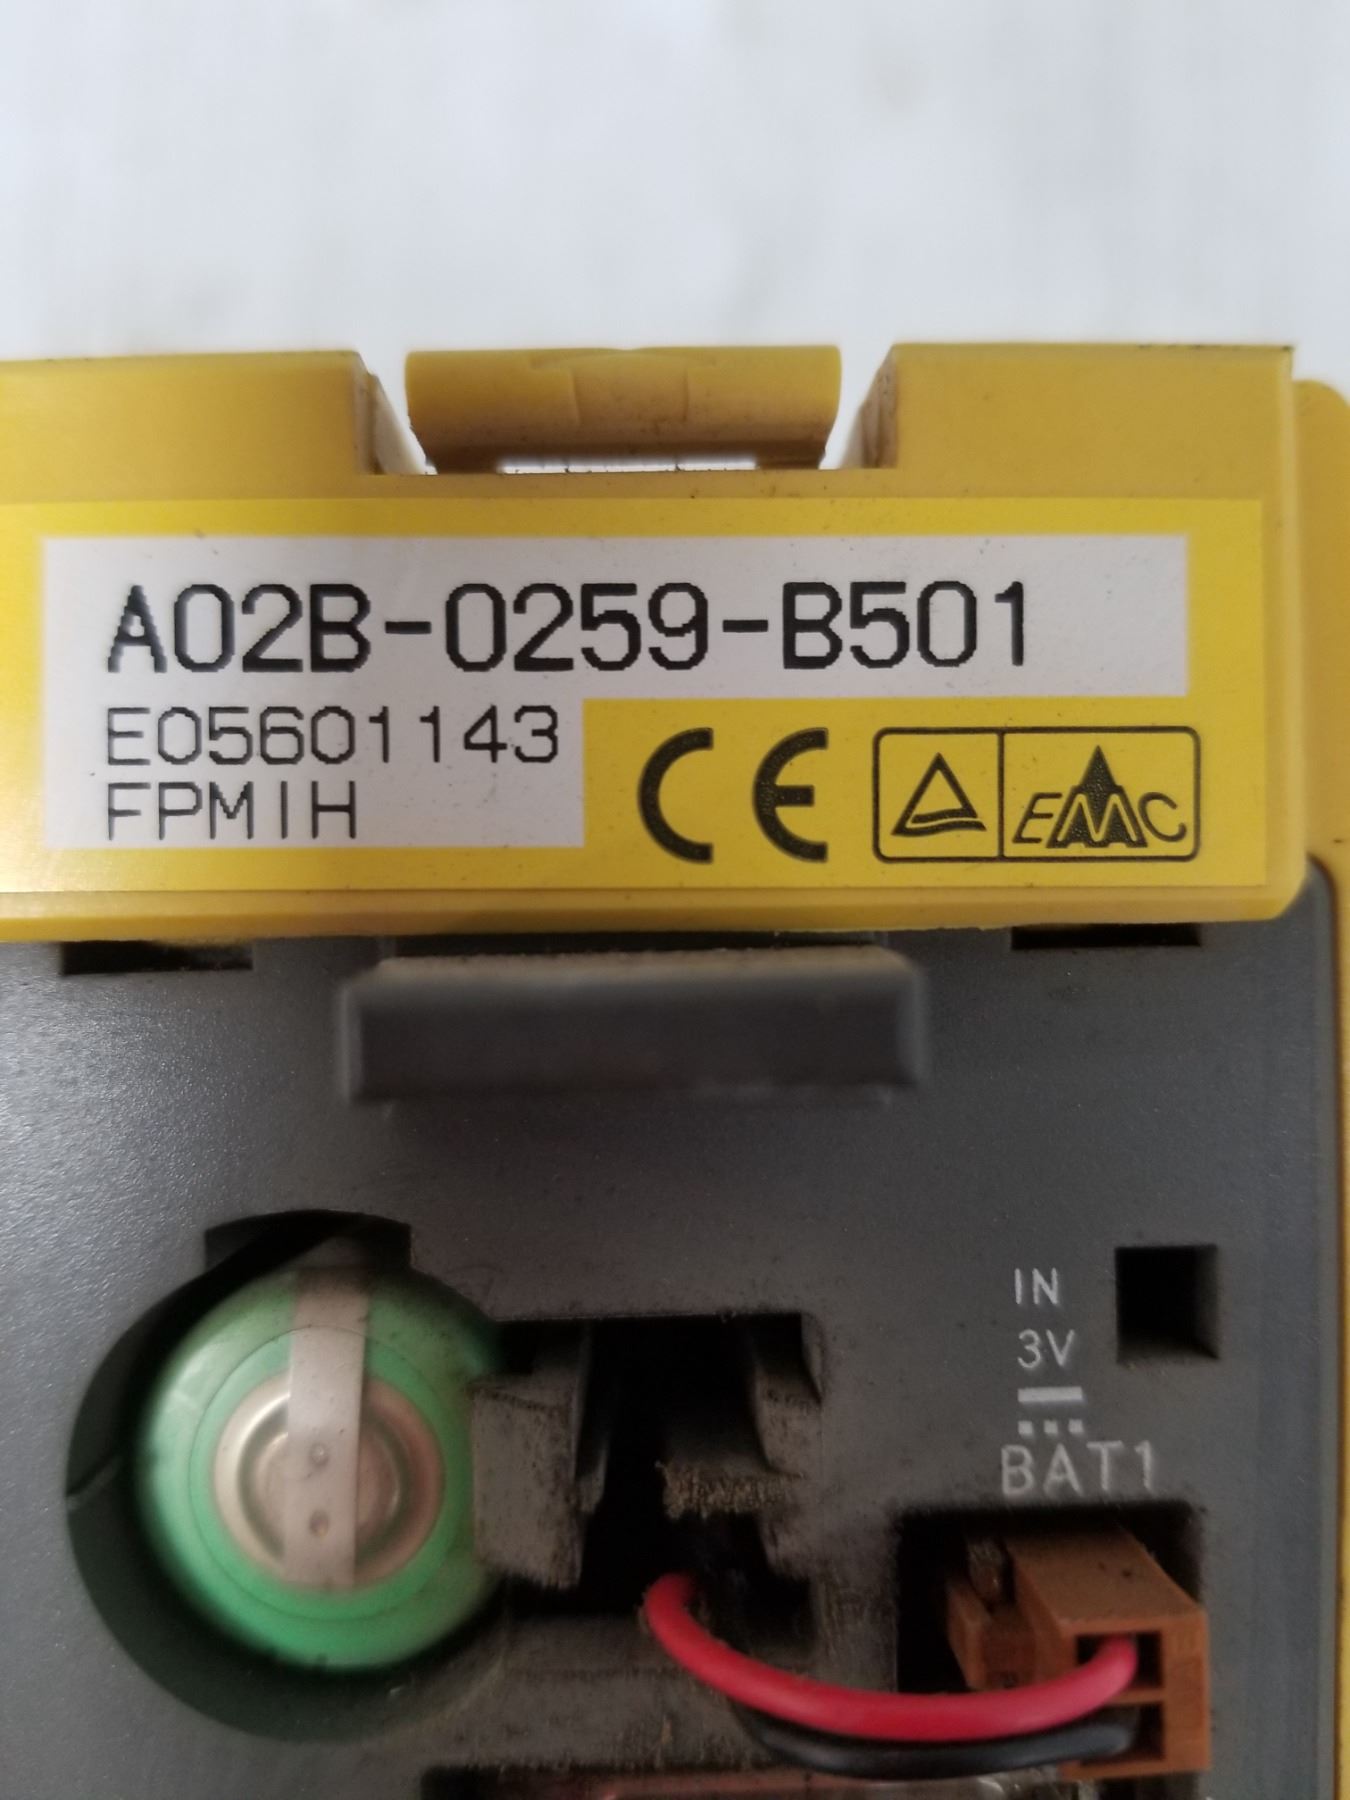 A02B-0259-B501
E05601143
FPMIH
CE
EMC
IN
3V
BAT1